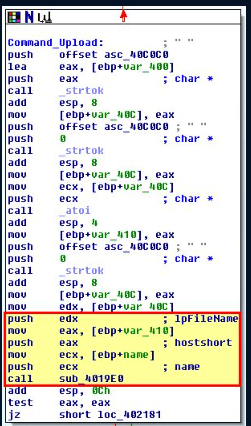 Command_Upload: ; " "
push offset asc_40C0C0
lea eax, [ebp+var_400]
push eax ; char *
call _strtok
add esp, 8
mov [ebp+var_40C], eax
push offset asc_40C0C0 ; " "
push 0 ; char *
call _strtok
add esp, 8
mov [ebp+var_40C], eax
mov ecx, [ebp+var_40C]
push ecx ; char *
call _atoi
add esp, 4
mov [ebp+var_410], eax
push offset asc_40C0C0 ; " "
push 0 ; char *
call _strtok
add esp, 8
mov [ebp+var_40C], eax
mov edx, [ebp+var_40C]
push edx ; lpFileName
mov eax, [ebp+var_410]
push eax ; hostshort
mov ecx, [ebp+name]
push ecx ; name
call sub_4019E0
add esp, 0Ch
test eax, eax
jz short loc_402181